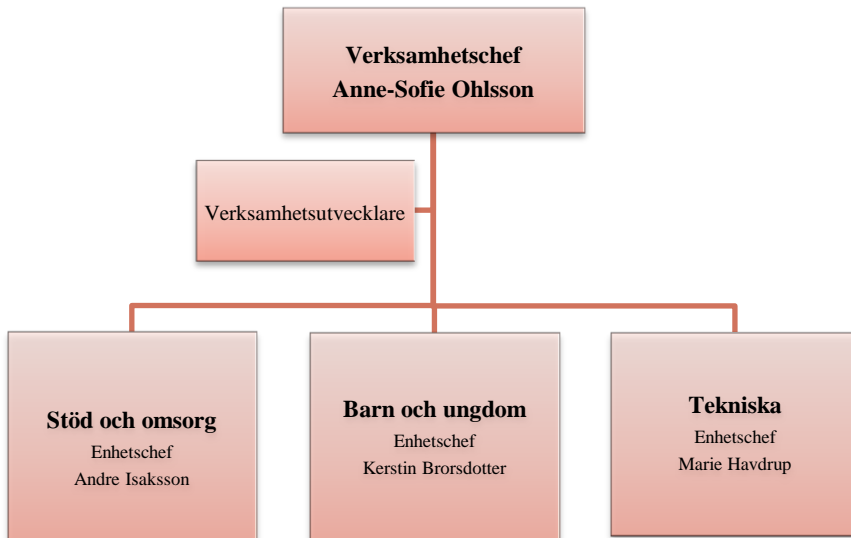 Verksamhetschef
Anne-Sofie Ohlsson
Verksamhetsutvecklare
Stöd och omsorg
Enhetschef
Andre Isaksson
Barn och ungdom
Enhetschef
Kerstin Brorsdotter
Tekniska
Enhetschef
Marie Havdrup